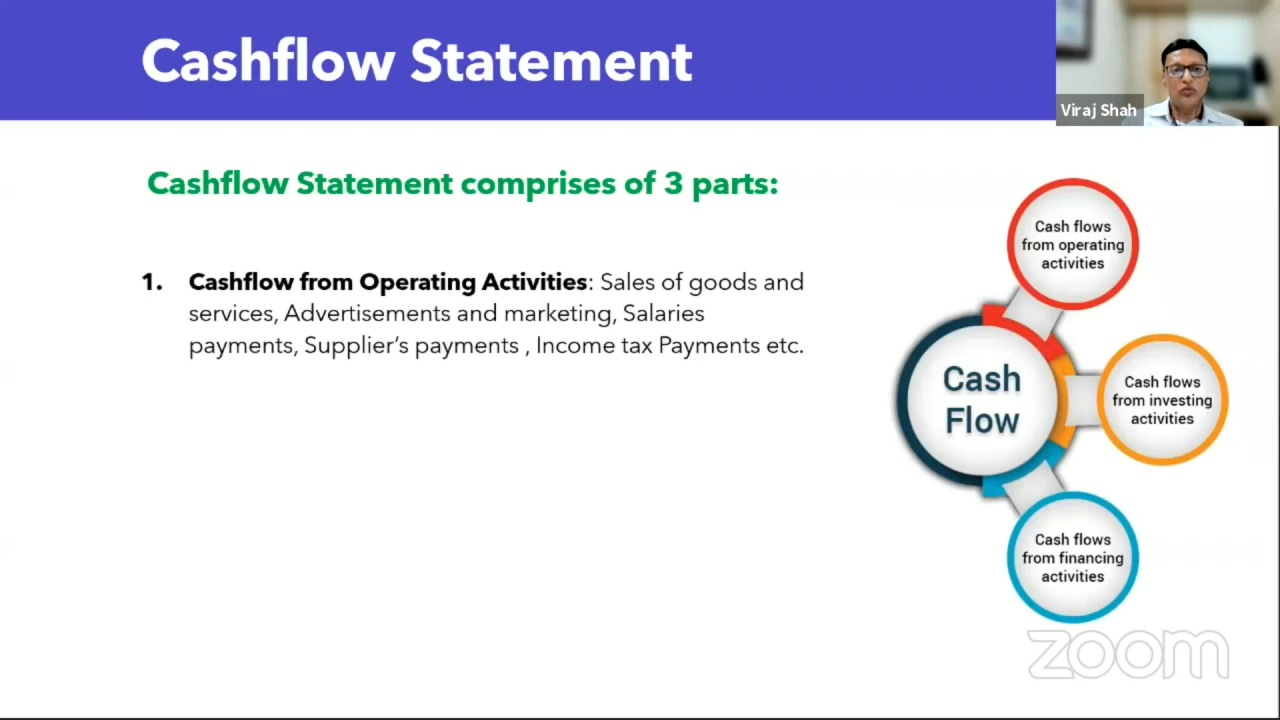 Cashflow Statement
Viraj Shah
Cashflow Statement comprises of 3 parts:
1. Cashflow from Operating Activities: Sales of goods and
services, Advertisements and marketing, Salaries
payments, Supplier's payments , Income tax Payments etc.
Cash flows
from operating
activities
Cash
Flow
Cash flows
from investing
activities
Cash flows
from financing
activities
zoom